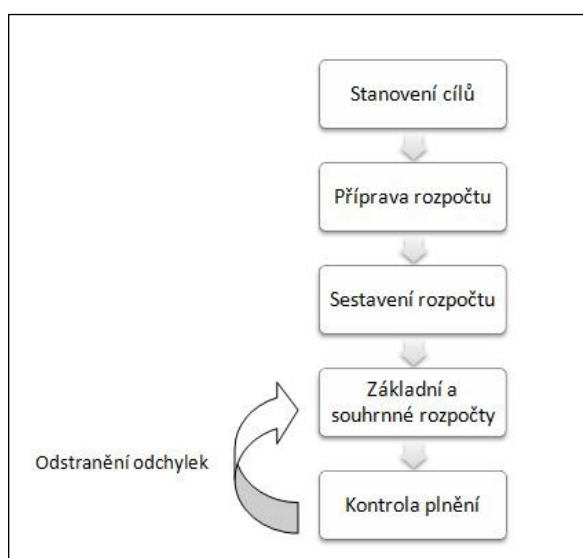 Stanovení cílů
Příprava rozpočtu
Sestavení rozpočtu
Základní a
souhrnné rozpočty
Odstranění odchylek
Kontrola plnění